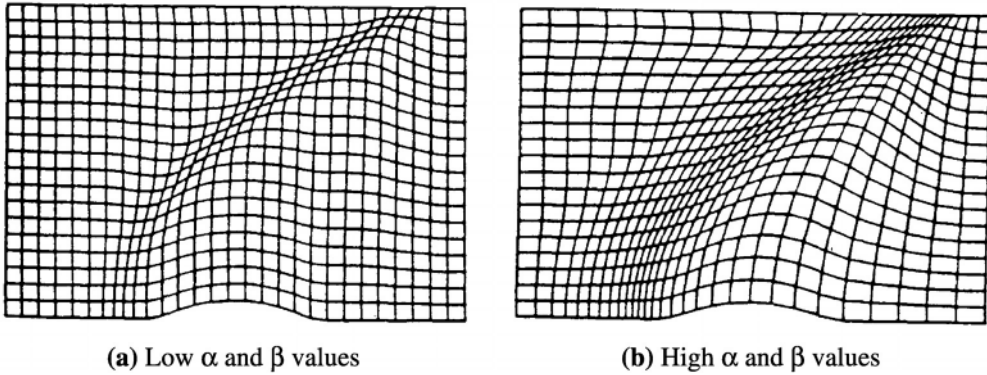 (a) Low α and β values
(b) High α and β values